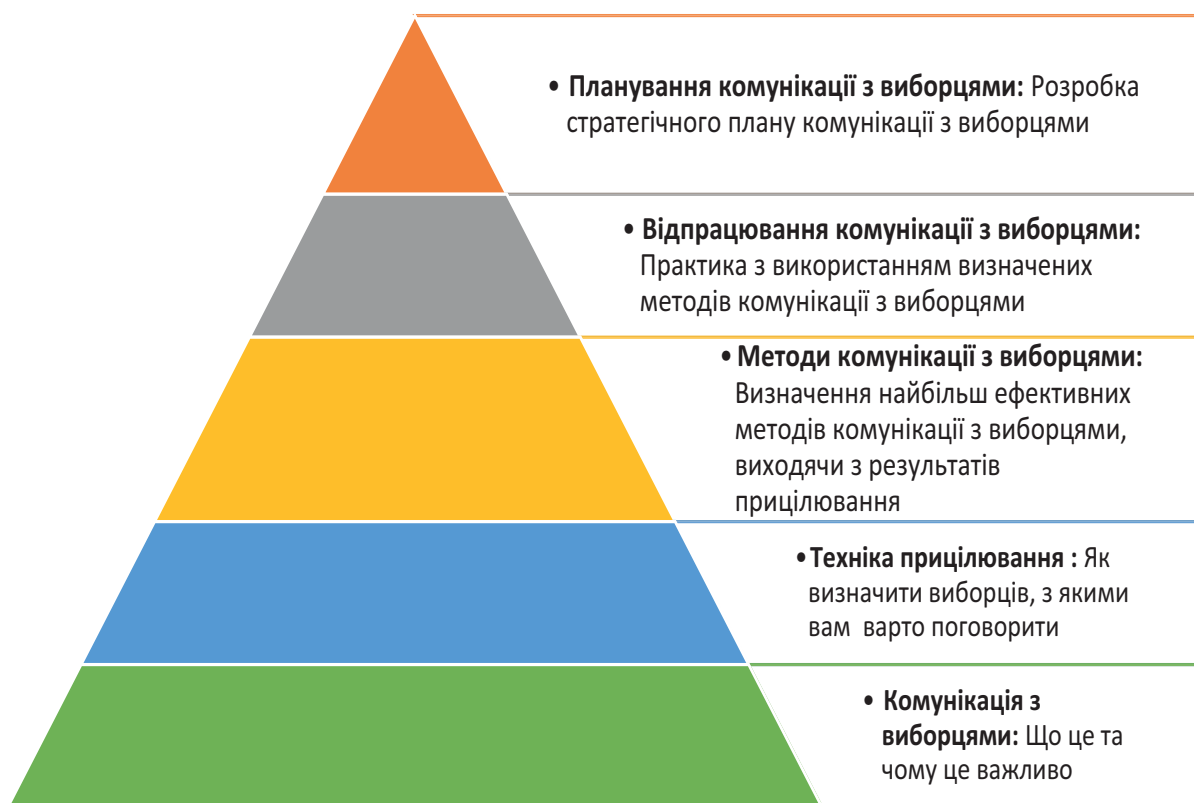 • Планування комунікації з виборцями: Розробка
стратегічного плану комунікації з виборцями
• Відпрацювання комунікації з виборцями:
Практика з використанням визначених
методів комунікації з виборцями
• Методи комунікації з виборцями:
Визначення найбільш ефективних
методів комунікації з виборцями,
виходячи з результатів
прицілювання
• Техніка прицілювання : Як
визначити виборців, з якими
вам варто поговорити
• Комунікація з
виборцями: Що це та
чому це важливо